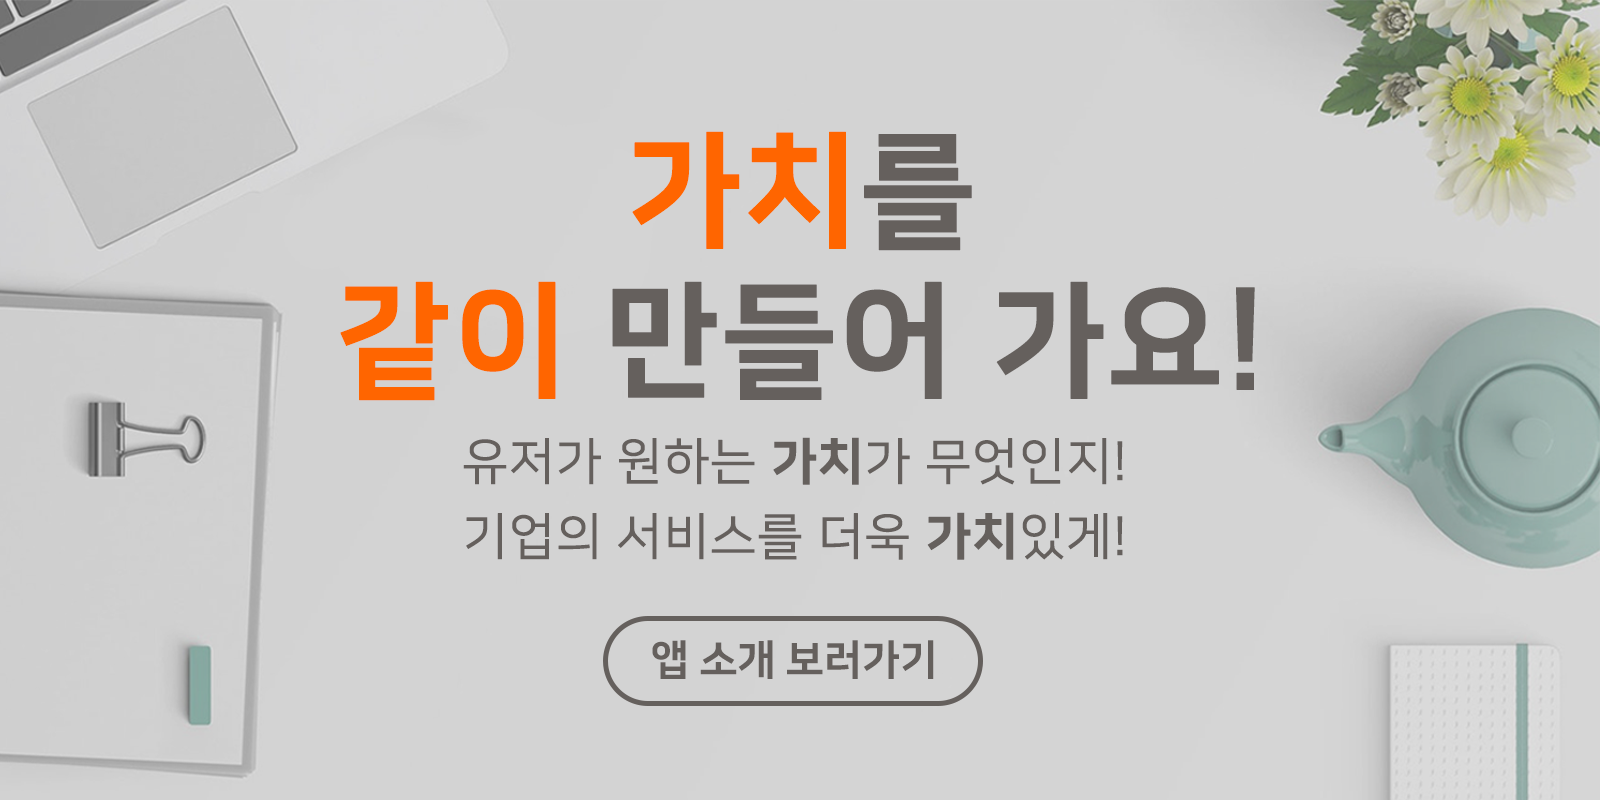 가치를
같이 만들어 가요!
유저가 원하는 가치가 무엇인지!
기업의 서비스를 더욱 가치있게!
앱 소개 보러가기